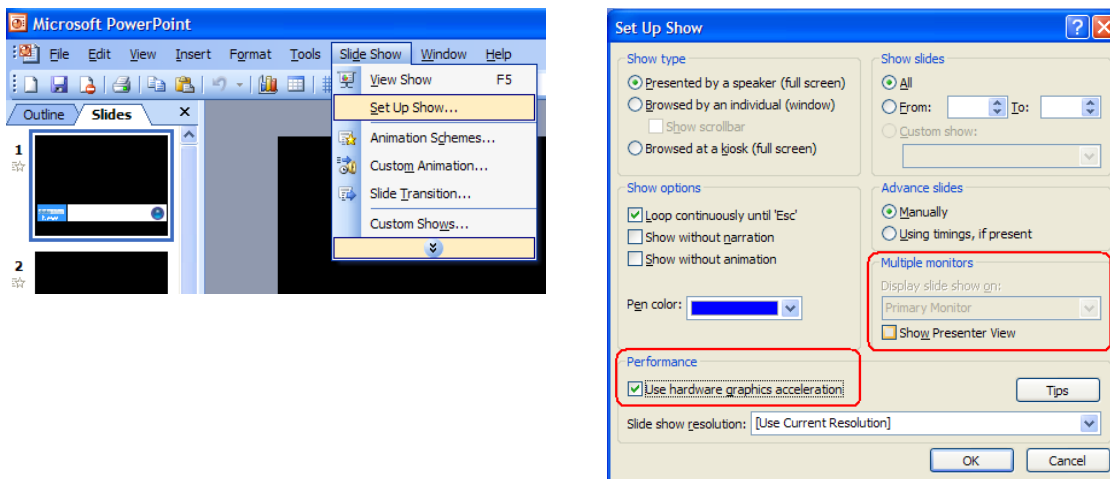 Microsoft PowerPoint
File Edit View Insert Format Tools Slide Show Window Help
View Show F5
Set Up Show...
Outline Slides
Animation Schemes...
1
Custom Animation...
Slide Transition...
Custom Shows...
2
Set Up Show
Show type
Presented by a speaker (full screen)
Browsed by an individual (window)
Show scrollbar
Browsed at a kiosk (full screen)
Show slides
All
From: To:
Custom show:
Show options
Loop continuously until 'Esc'
Show without narration
Show without animation
Pen color:
Advance slides
Manually
Using timings, if present
Multiple monitors
Display slide show on:
Primary Monitor
Show Presenter View
Performance
Use hardware graphics acceleration
Tips
Slide show resolution: [Use Current Resolution]
OK Cancel